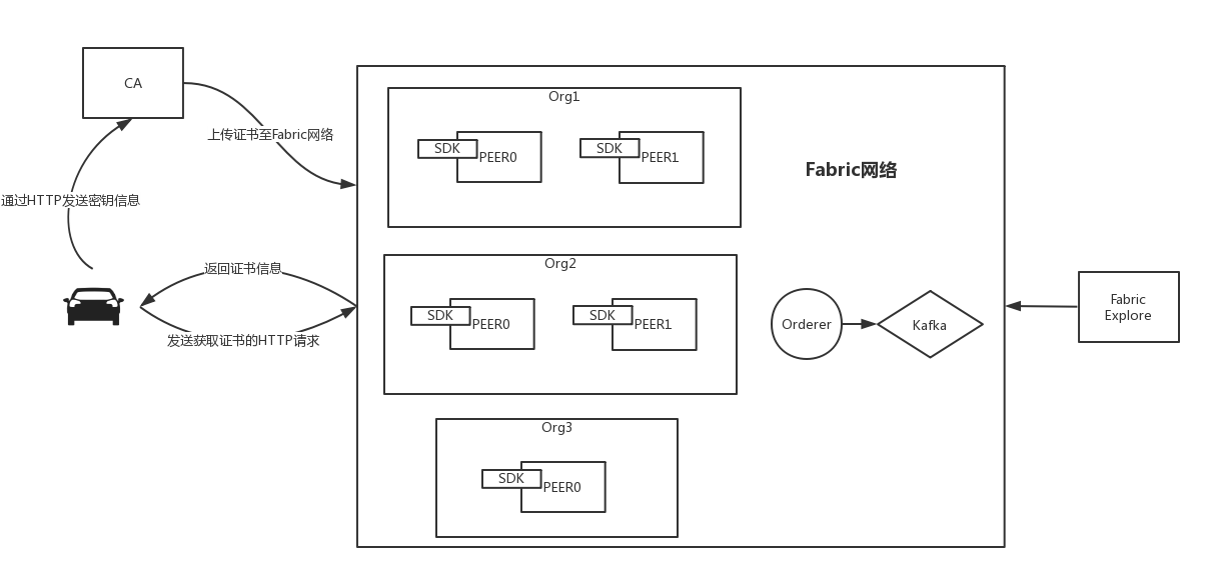 CA
上传证书至Fabric网络
通过HTTP发送密钥信息
返回证书信息
发送获取证书的HTTP请求
Org1
SDK
PEER0
SDK
PEER1
Fabric网络
Org2
SDK
PEER0
SDK
PEER1
Orderer
Kafka
Fabric
Explore
Org3
SDK
PEER0